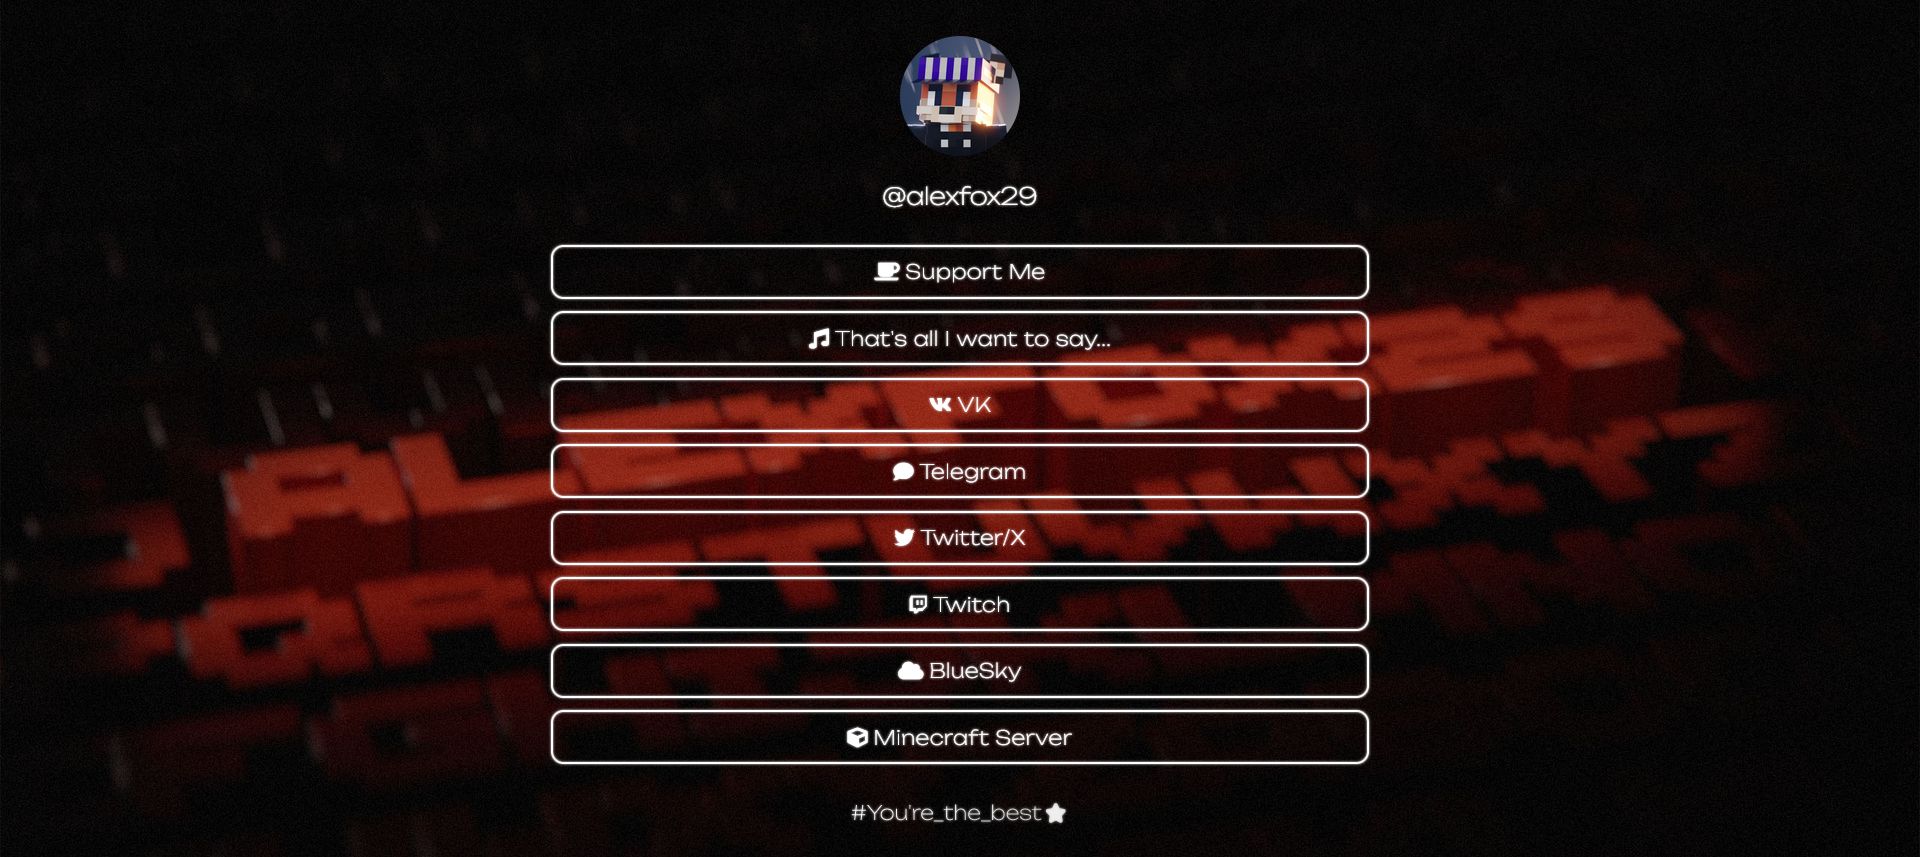 @alexfox29
Support Me
That's all I want to say...
VK
Telegram
Twitter/X
Twitch
BlueSky
Minecraft Server
#You're_the_best